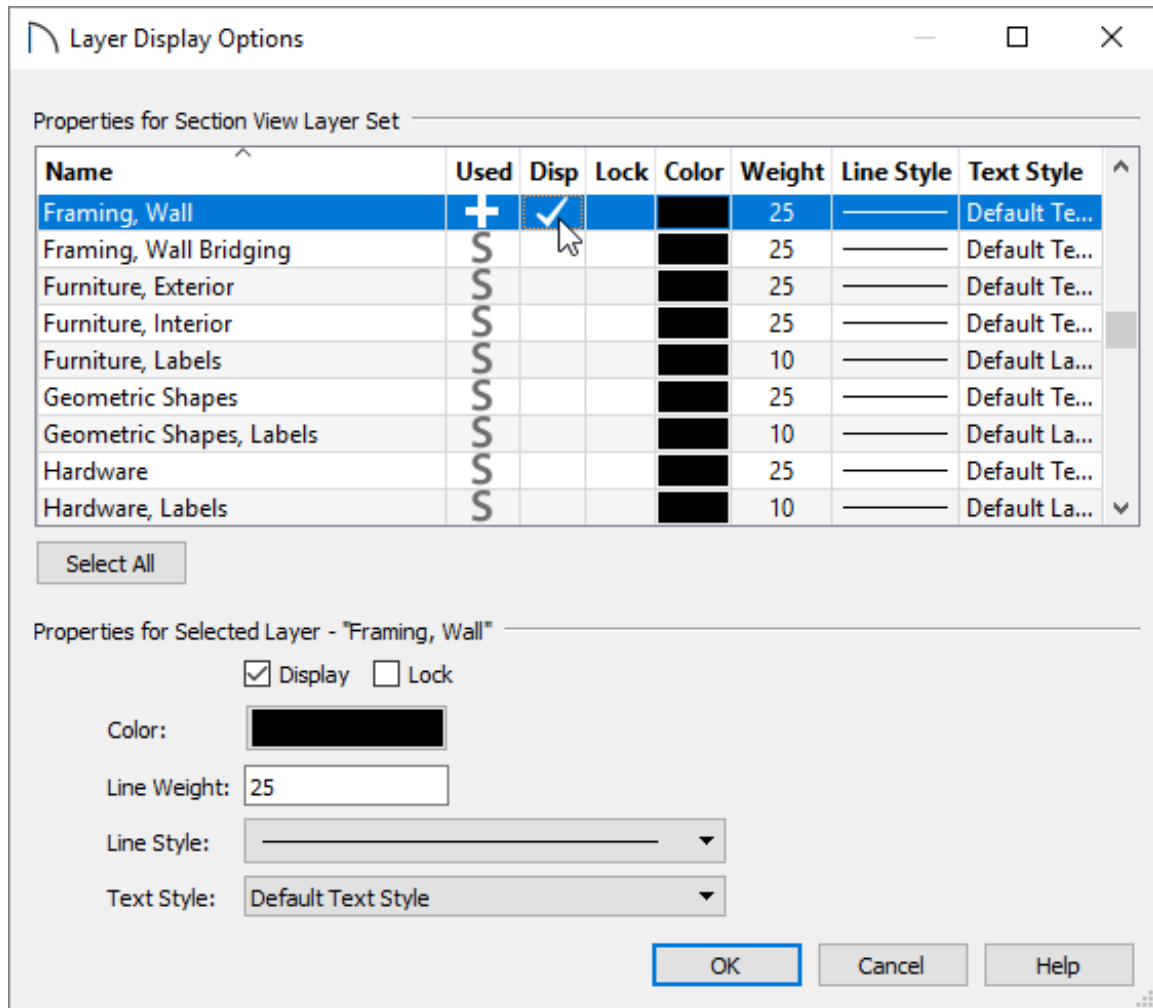 Layer Display Options
Properties for Section View Layer Set
Name Used Disp Lock Color Weight Line Style Text Style
Framing, Wall 25 Default Te...
Framing, Wall Bridging S 25 Default Te...
Furniture, Exterior S 25 Default Te...
Furniture, Interior S 25 Default Te...
Furniture, Labels S 10 Default La...
Geometric Shapes S 25 Default Te...
Geometric Shapes, Labels S 10 Default La...
Hardware S 25 Default Te...
Hardware, Labels S 10 Default La...
Select All
Properties for Selected Layer - "Framing, Wall"
Display Lock
Color:
Line Weight: 25
Line Style:
Text Style: Default Text Style
OK Cancel Help